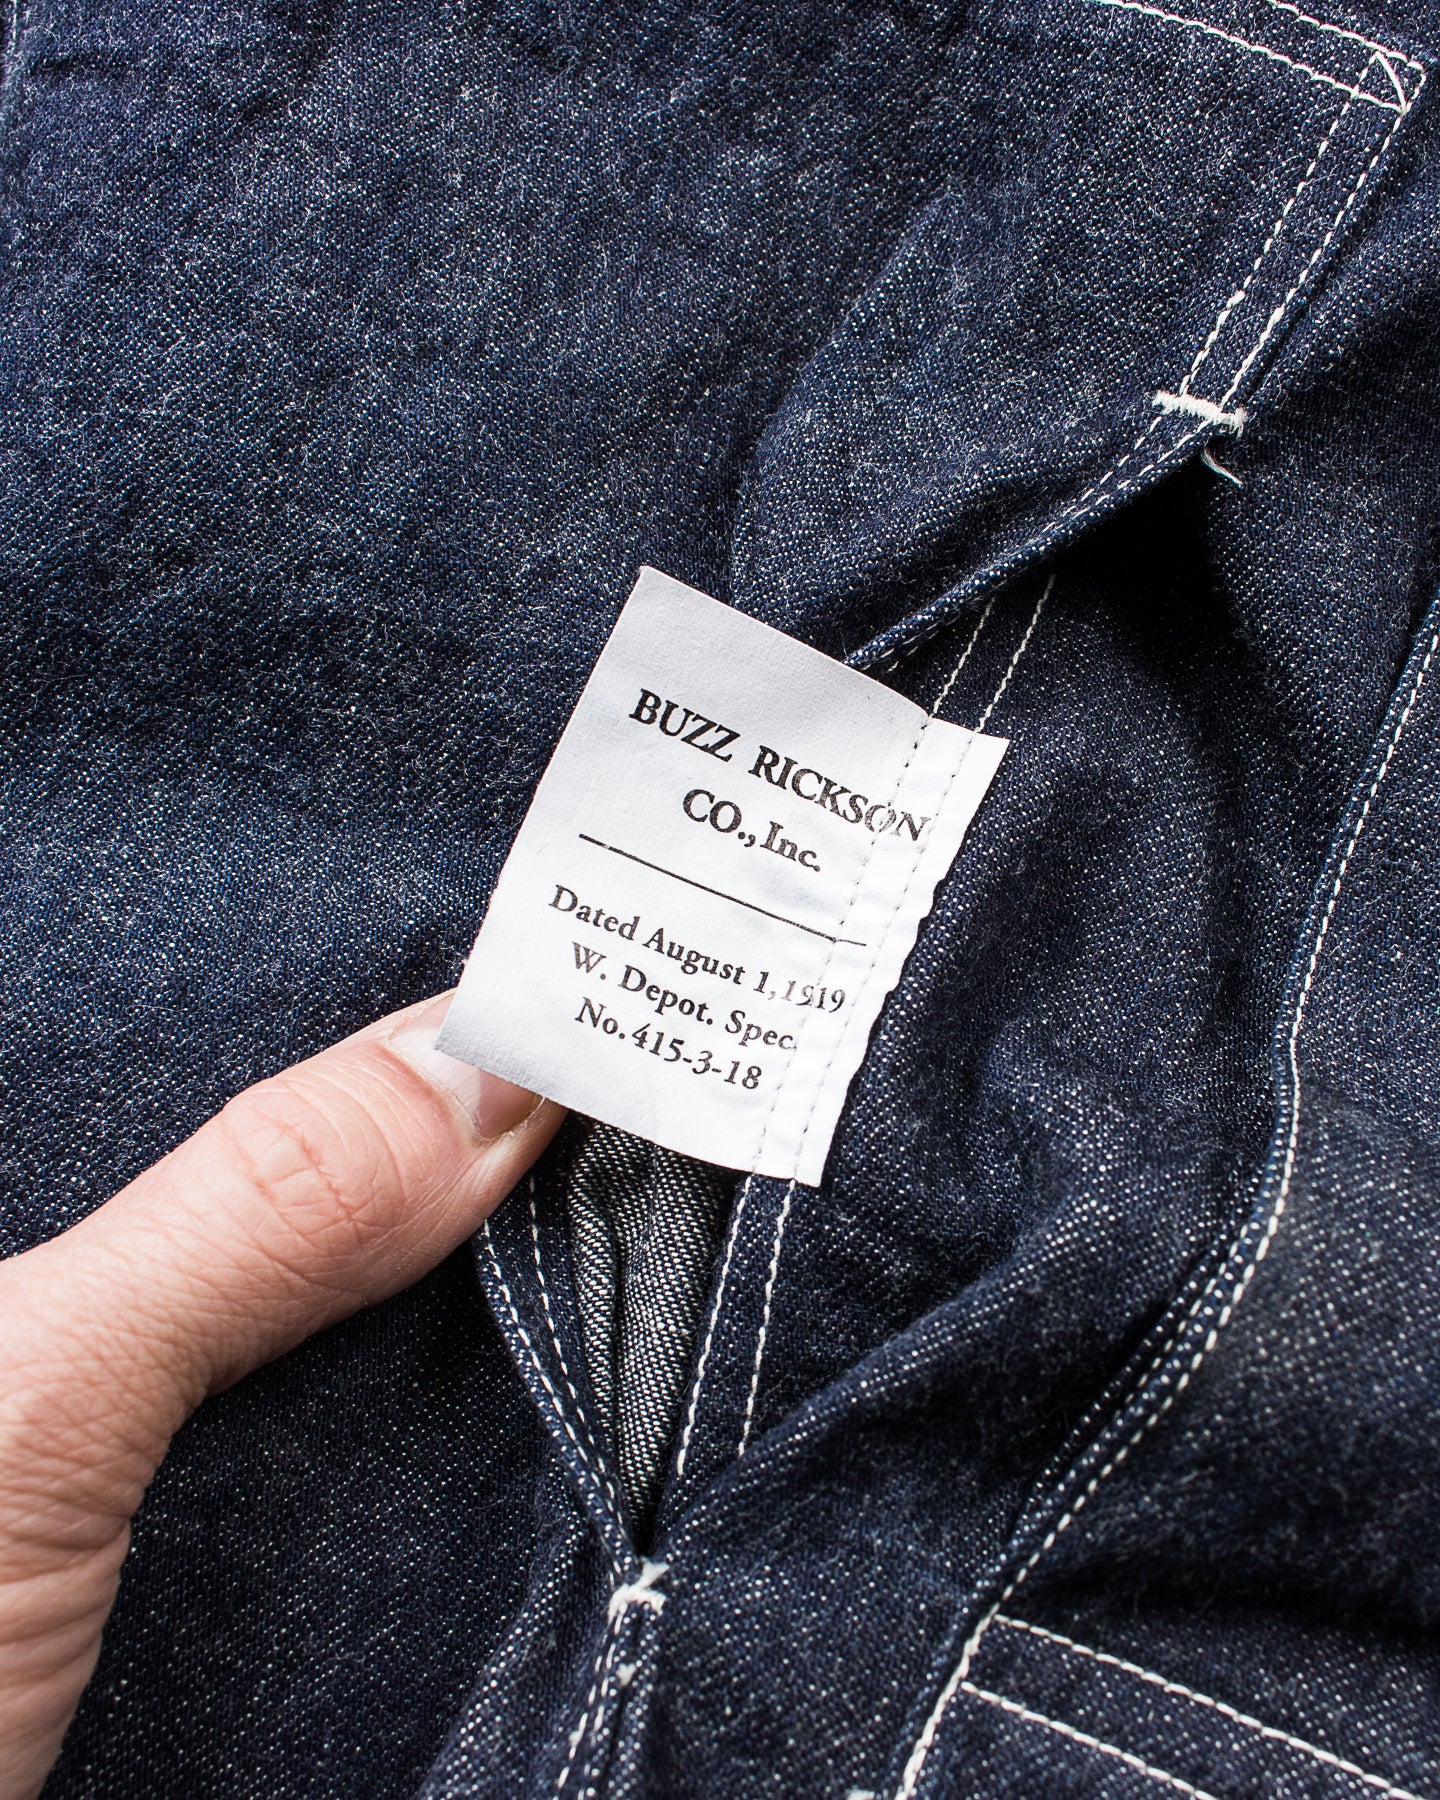 BUZZ RICKSON
CO., Inc.
Dated August 1, 1919
W. Depot. Spec.
No. 415-3-18